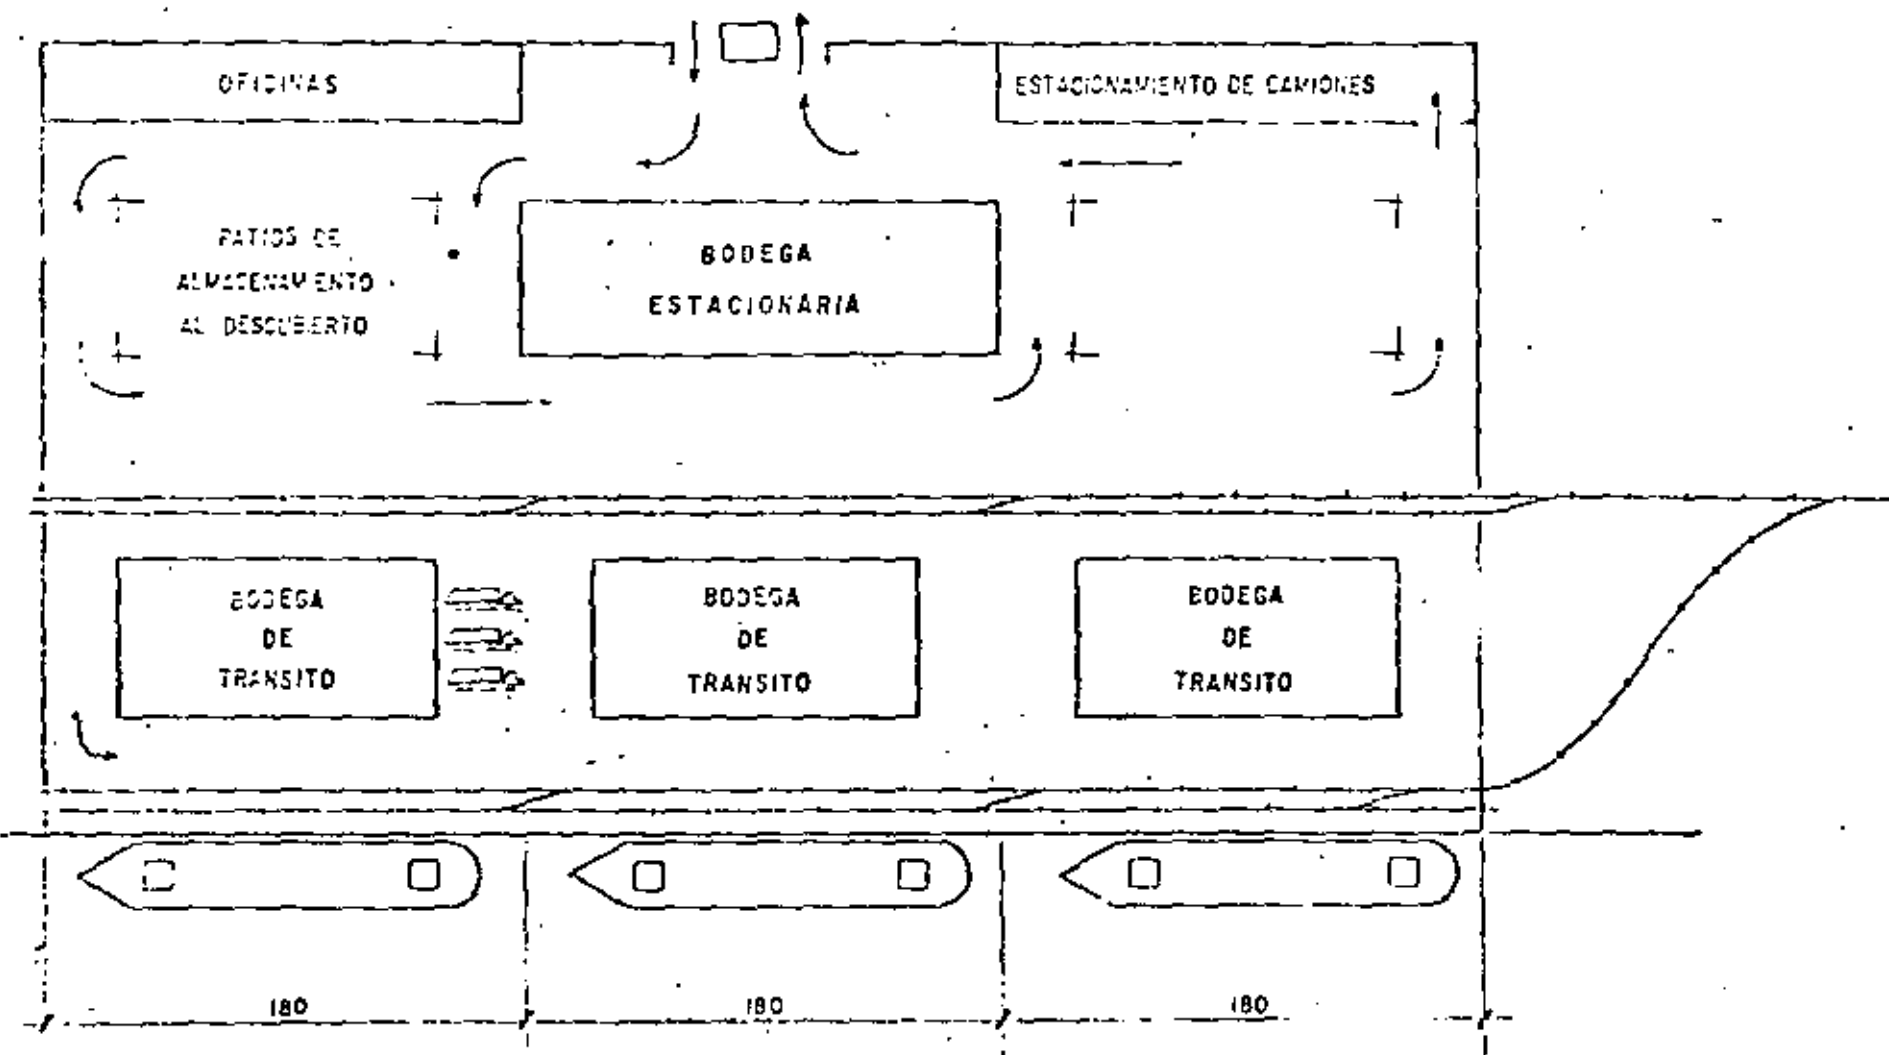 OFICINAS
ESTACIONAMIENTO DE CAMIONES
PATIOS DE
ALMACENAMIENTO
AL DESCUBIERTO
BODEGA
ESTACIONARIA
BODEGA
DE
TRANSITO
BODEGA
DE
TRANSITO
BODEGA
DE
TRANSITO
180
180
180